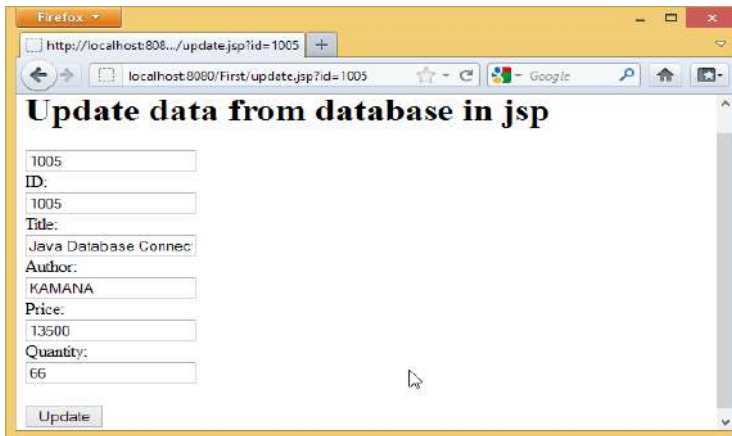 Firefox
http://localhost:808.../update.jsp?id=1005
localhost:8080/First/update.jsp?id=1005
Google
Update data from database in jsp
1005
ID:
1005
Title:
Java Database Connec
Author:
KAMANA
Price:
13500
Quantity:
66
Update